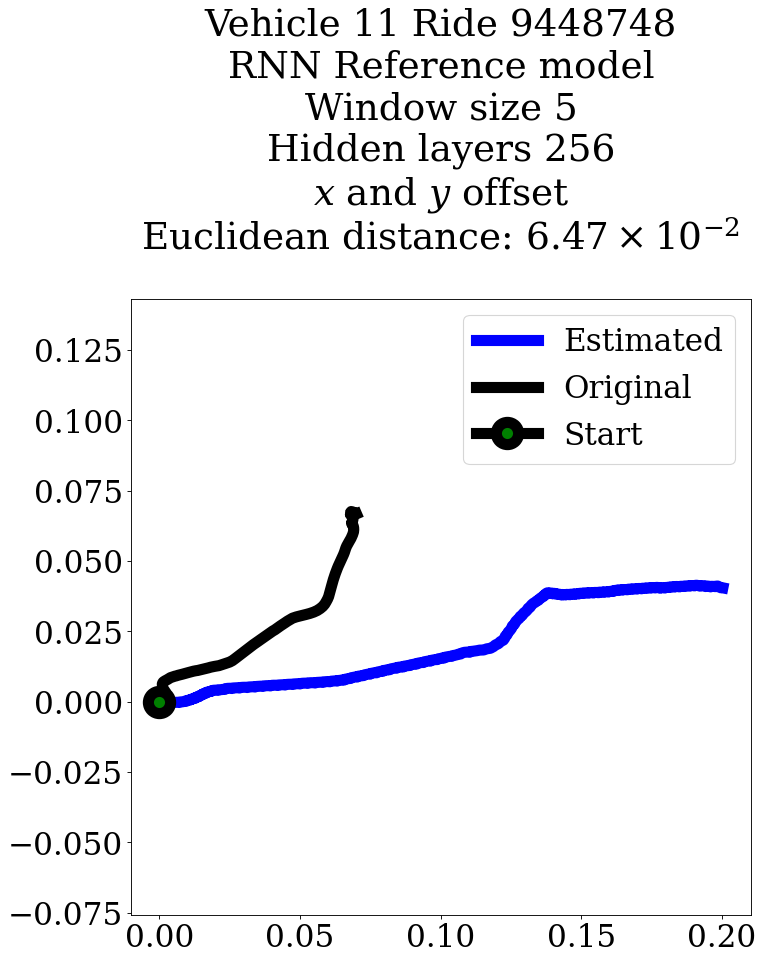 Vehicle 11 Ride 9448748
RNN Reference model
Window size 5
Hidden layers 256
x and y offset
Euclidean distance: 6.47 × 10⁻²
Estimated
Original
Start
0.125
0.100
0.075
0.050
0.025
0.000
−0.025
−0.050
−0.075
0.00 0.05 0.10 0.15 0.20